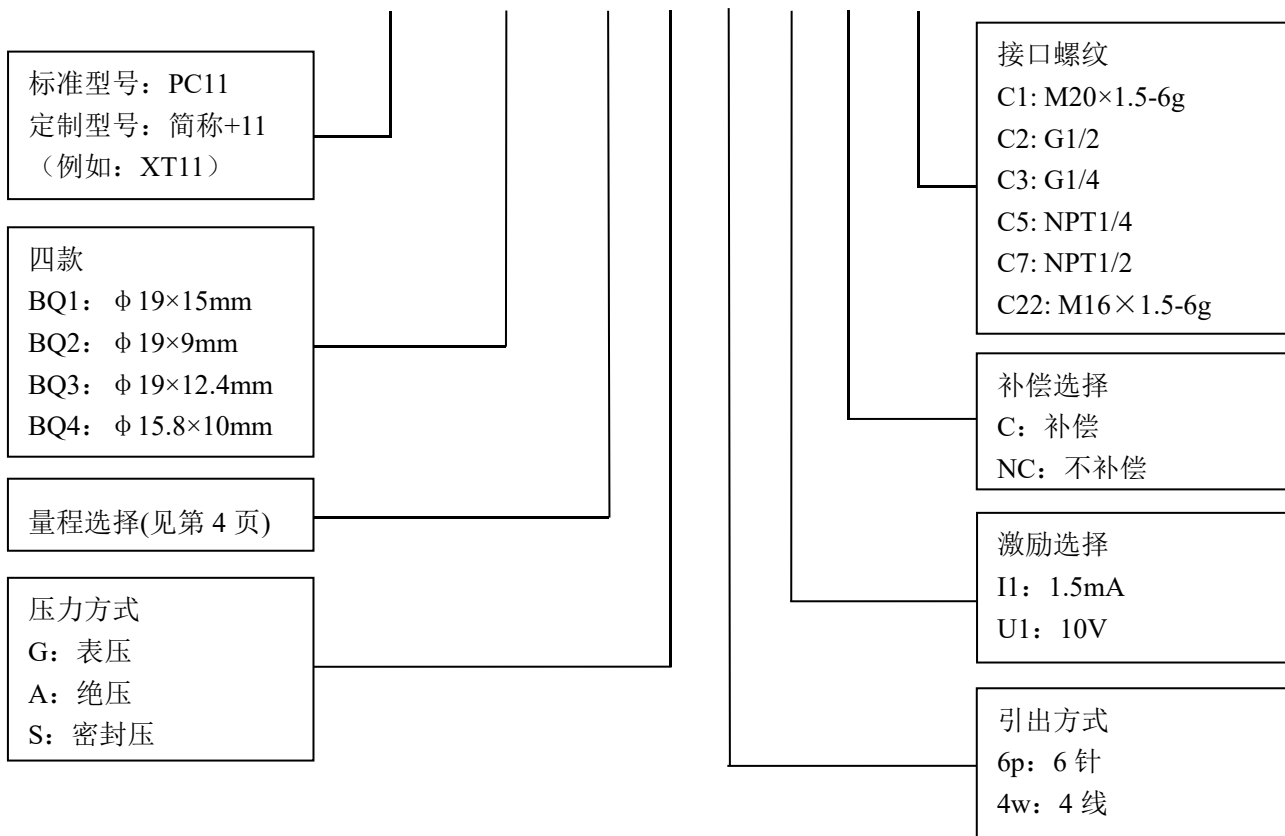 标准型号：PC11
定制型号：简称+11
（例如：XT11）
四款
BQ1： φ19×15mm
BQ2： φ19×9mm
BQ3： φ19×12.4mm
BQ4： φ15.8×10mm
量程选择(见第 4 页)
压力方式
G：表压
A：绝压
S：密封压
接口螺纹
C1: M20×1.5-6g
C2: G1/2
C3: G1/4
C5: NPT1/4
C7: NPT1/2
C22: M16×1.5-6g
补偿选择
C：补偿
NC：不补偿
激励选择
I1：1.5mA
U1：10V
引出方式
6p：6 针
4w：4 线